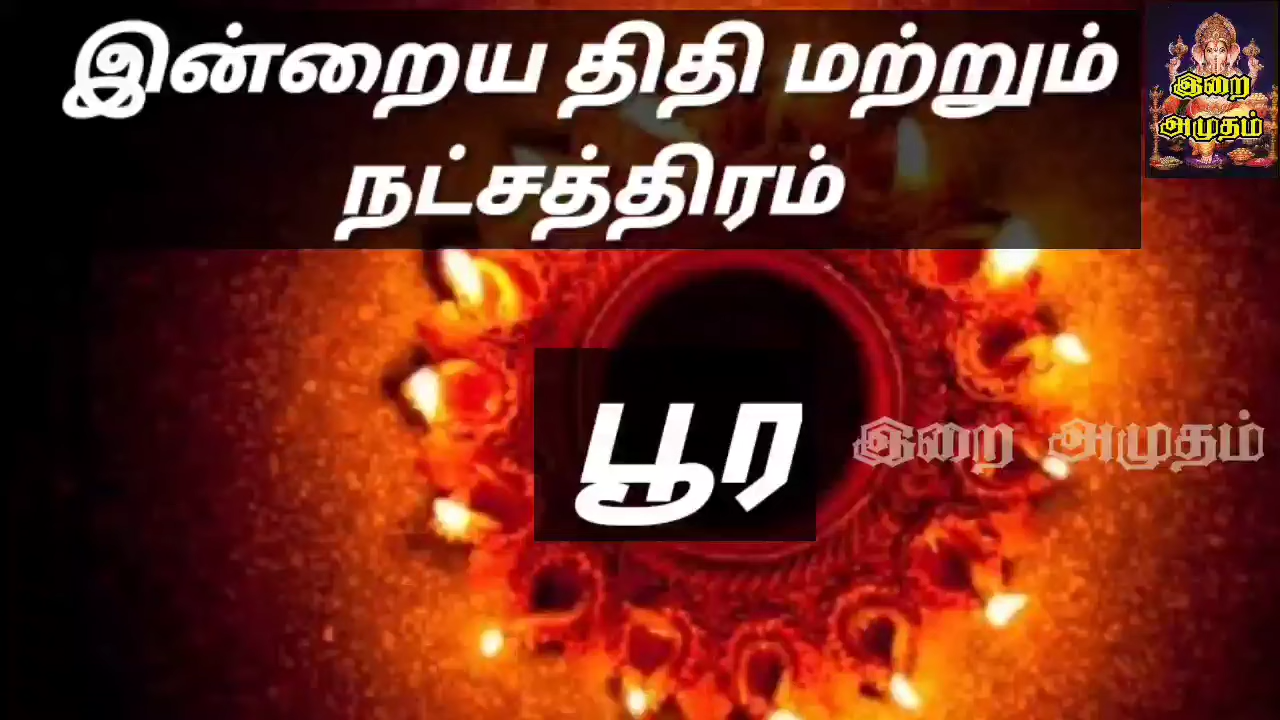 இன்றைய திதி மற்றும்
நட்சத்திரம்
இறை
அமுதம்
பூர
இறை அமுதம்